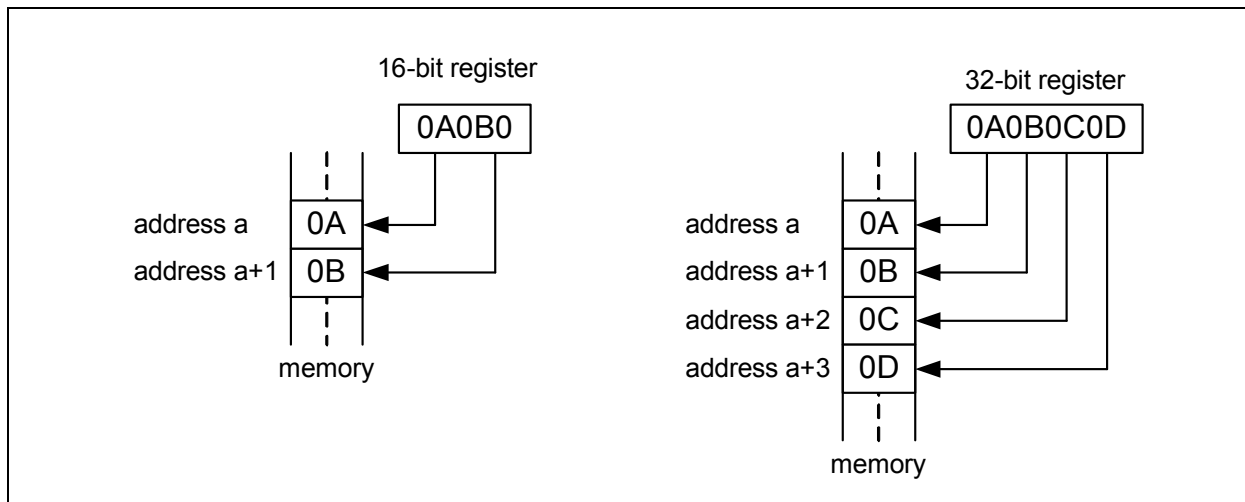 16-bit register
0A0B0
address a
0A
address a+1
0B
memory
32-bit register
0A0B0C0D
address a
0A
address a+1
0B
address a+2
0C
address a+3
0D
memory